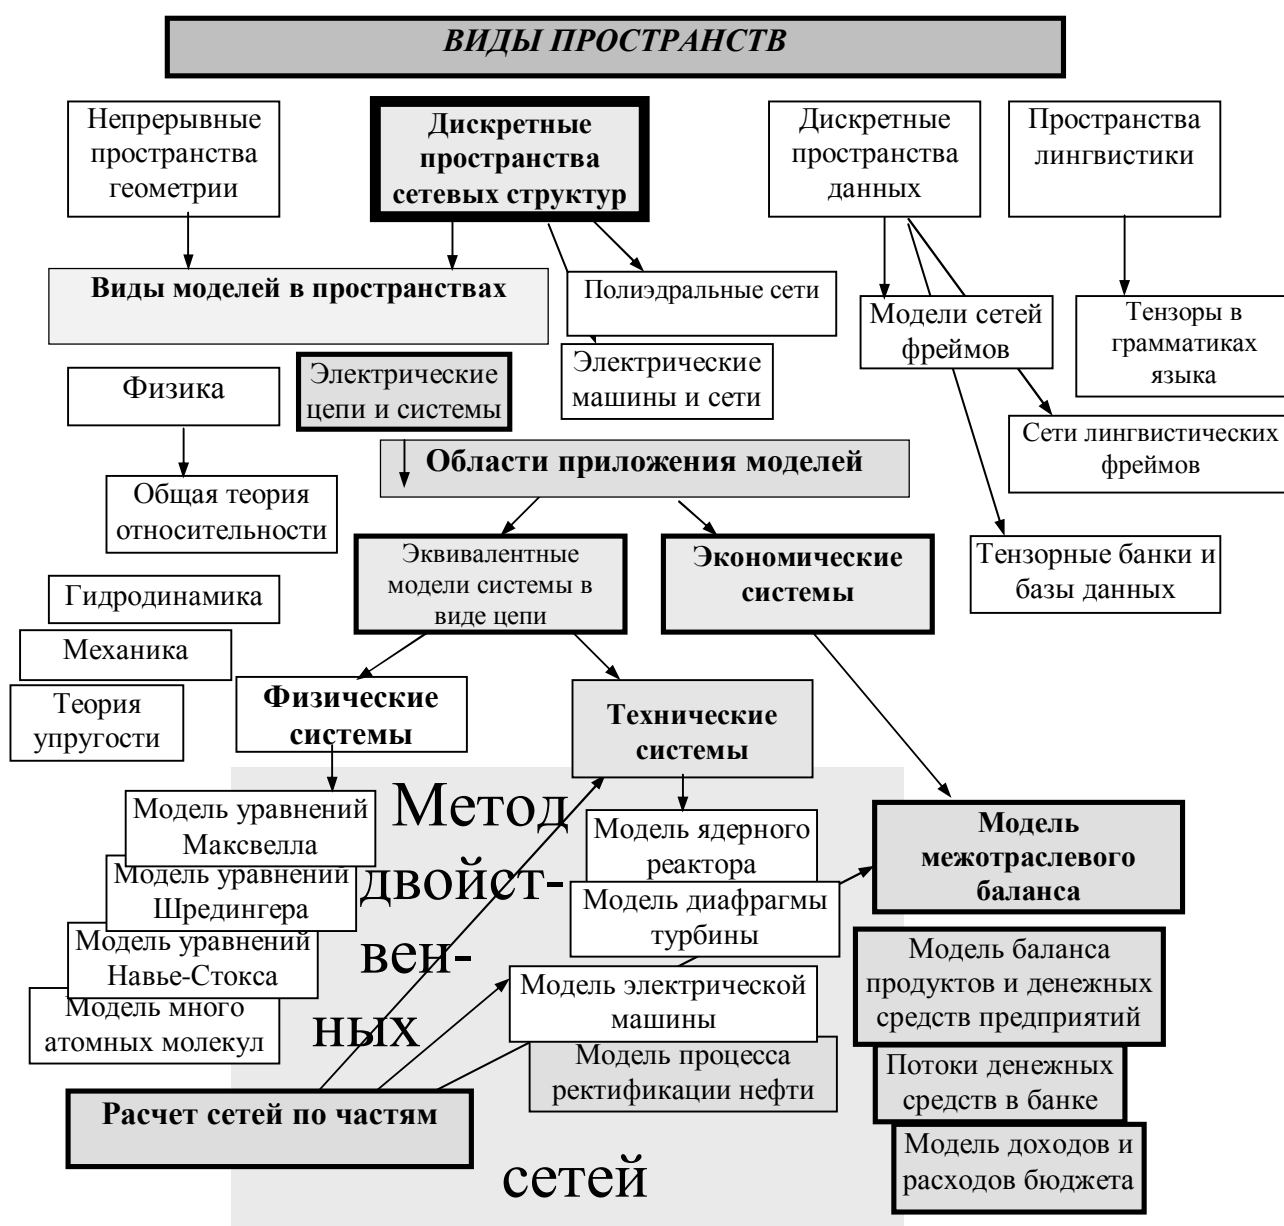 ВИДЫ ПРОСТРАНСТВ
Непрерывные
пространства
геометрии
Дискретные
пространства
сетевых структур
Дискретные
пространства
данных
Пространства
лингвистики
Виды моделей в пространствах
Полиэдральные сети
Модели сетей
фреймов
Тензоры в
грамматиках
языка
Физика
Электрические
цепи и системы
Электрические
машины и сети
Сети лингвистических
фреймов
Области приложения моделей
Общая теория
относительности
Эквивалентные
модели системы в
виде цепи
Экономические
системы
Тензорные банки и
базы данных
Гидродинамика
Механика
Теория
упругости
Физические
системы
Технические
системы
Метод
двойст-
вен-
ных
сетей
Модель уравнений
Максвелла
Модель уравнений
Шредингера
Модель уравнений
Навье-Стокса
Модель много
атомных молекул
Модель ядерного
реактора
Модель диафрагмы
турбины
Модель электрической
машины
Модель процесса
ректификации нефти
Модель
межотраслевого
баланса
Модель баланса
продуктов и денежных
средств предприятий
Потоки денежных
средств в банке
Модель доходов и
расходов бюджета
Расчет сетей по частям